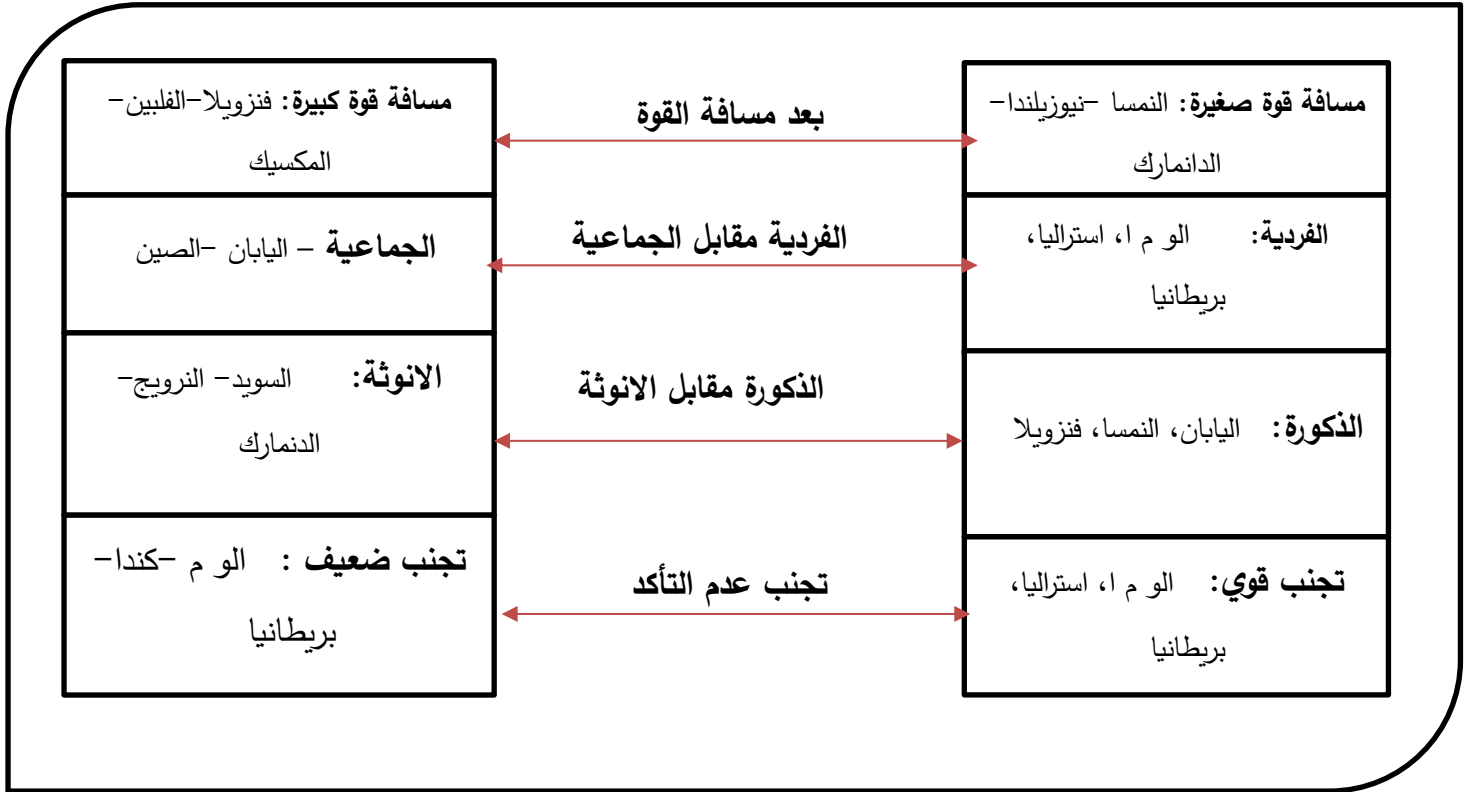 مسافة قوة صغيرة: النمسا –نيوزيلندا–
الدانمارك
بعد مسافة القوة
مسافة قوة كبيرة: فنزويلا–الفلبين–
المكسيك
الفردية: الو م ا، استراليا،
بريطانيا
الفردية مقابل الجماعية
الجماعية – اليابان –الصين
الذكورة: اليابان، النمسا، فنزويلا
الذكورة مقابل الانوثة
الانوثة: السويد– النرويج–
الدنمارك
تجنب قوي: الو م ا، استراليا،
بريطانيا
تجنب عدم التأكد
تجنب ضعيف : الو م –كندا–
بريطانيا